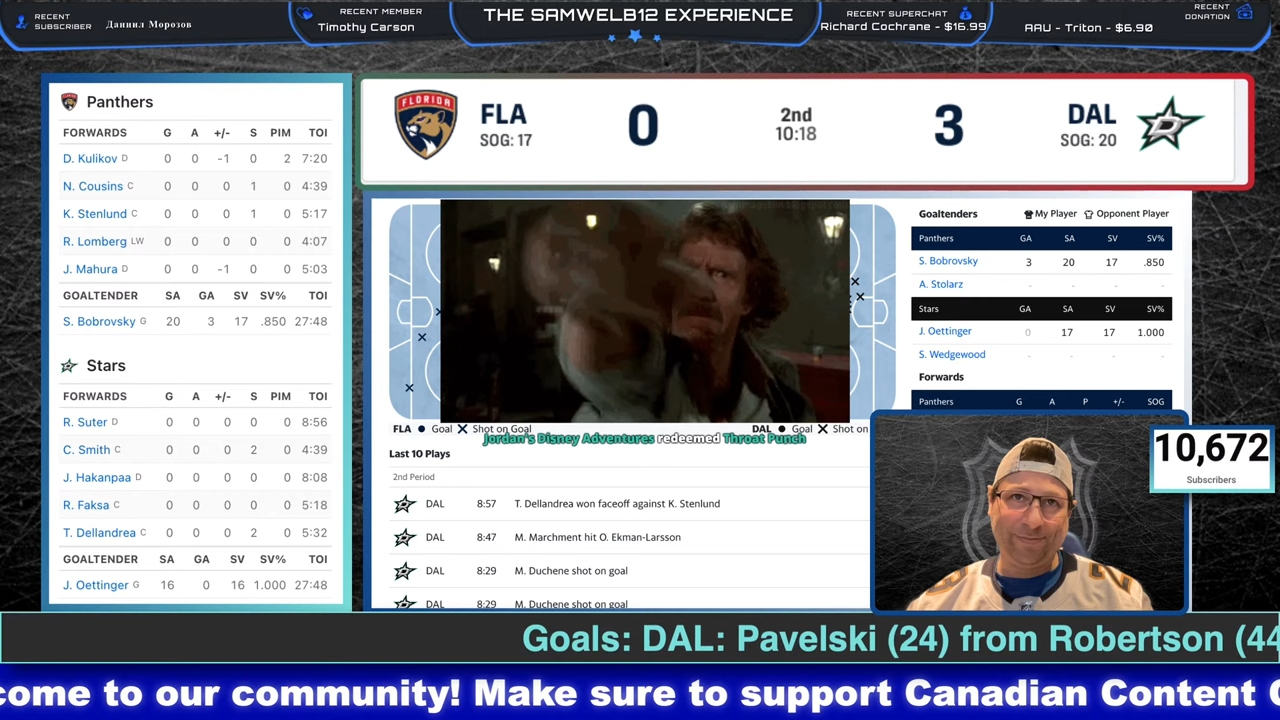 RECENT
SUBSCRIBER
Даниил Морозов
RECENT MEMBER
Timothy Carson
THE SAMWELB12 EXPERIENCE
RECENT SUPERCHAT
Richard Cochrane - $16.99
RECENT
DONATION
AAU - Triton - $6.90
Panthers
FORWARDS G A +/- S PIM TOI
D. Kulikov D 0 0 -1 0 2 7:20
N. Cousins C 0 0 0 1 0 4:39
K. Stenlund C 0 0 0 1 0 5:17
R. Lomberg LW 0 0 0 0 0 4:07
J. Mahura D 0 0 -1 0 0 5:03
GOALTENDER SA GA SV SV% TOI
S. Bobrovsky G 20 3 17 .850 27:48
Stars
FORWARDS G A +/- S PIM TOI
R. Suter D 0 0 0 0 0 8:56
C. Smith C 0 0 0 2 0 4:39
J. Hakanpaa D 0 0 0 0 0 8:08
R. Faksa C 0 0 0 0 0 5:18
T. Dellandrea C 0 0 0 2 0 5:32
GOALTENDER SA GA SV SV% TOI
J. Oettinger G 16 0 16 1.000 27:48
FLORIDA
FLA
SOG: 17
0
2nd
10:18
3
DAL
SOG: 20
D
Goaltenders My Player Opponent Player
Panthers GA SA SV SV%
S. Bobrovsky 3 20 17 .850
A. Stolarz - - - -
Stars GA SA SV SV%
J. Oettinger 0 17 17 1.000
S. Wedgewood - - - -
Forwards
Panthers G A P +/- SOG
FLA Goal Shot on Goal
DAL Goal Shot on
Jordan's Disney Adventures redeemed Throat Punch
Last 10 Plays
2nd Period
DAL 8:57 T. Dellandrea won faceoff against K. Stenlund
DAL 8:47 M. Marchment hit O. Ekman-Larsson
DAL 8:29 M. Duchene shot on goal
DAL 8:29 M. Duchene shot on goal
10,672
Subscribers
Goals: DAL: Pavelski (24) from Robertson (44
come to our community! Make sure to support Canadian Content C